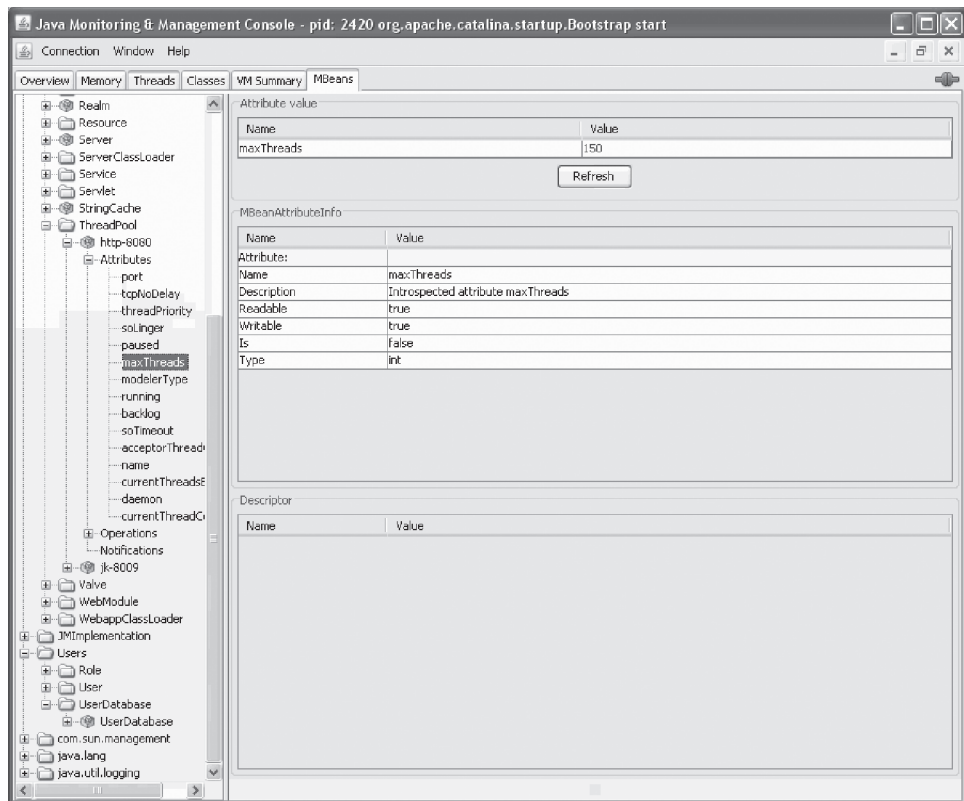 Java Monitoring & Management Console - pid: 2420 org.apache.catalina.startup.Bootstrap start
Connection Window Help
Overview Memory Threads Classes VM Summary MBeans
Realm
Resource
Server
ServerClassLoader
Service
Servlet
StringCache
ThreadPool
http-8080
Attributes
port
tcpNoDelay
threadPriority
soLinger
paused
maxThreads
modelerType
running
backlog
soTimeout
acceptorThread
name
currentThreadsB
daemon
currentThreadC
Operations
Notifications
jk-8009
Valve
WebModule
WebappClassLoader
JMImplementation
Users
Role
User
UserDatabase
UserDatabase
com.sun.management
java.lang
java.util.logging
Attribute value
Name Value
maxThreads 150
Refresh
MBeanAttributeInfo
Name Value
Attribute:
Name maxThreads
Description Introspected attribute maxThreads
Readable true
Writable true
Is false
Type int
Descriptor
Name Value